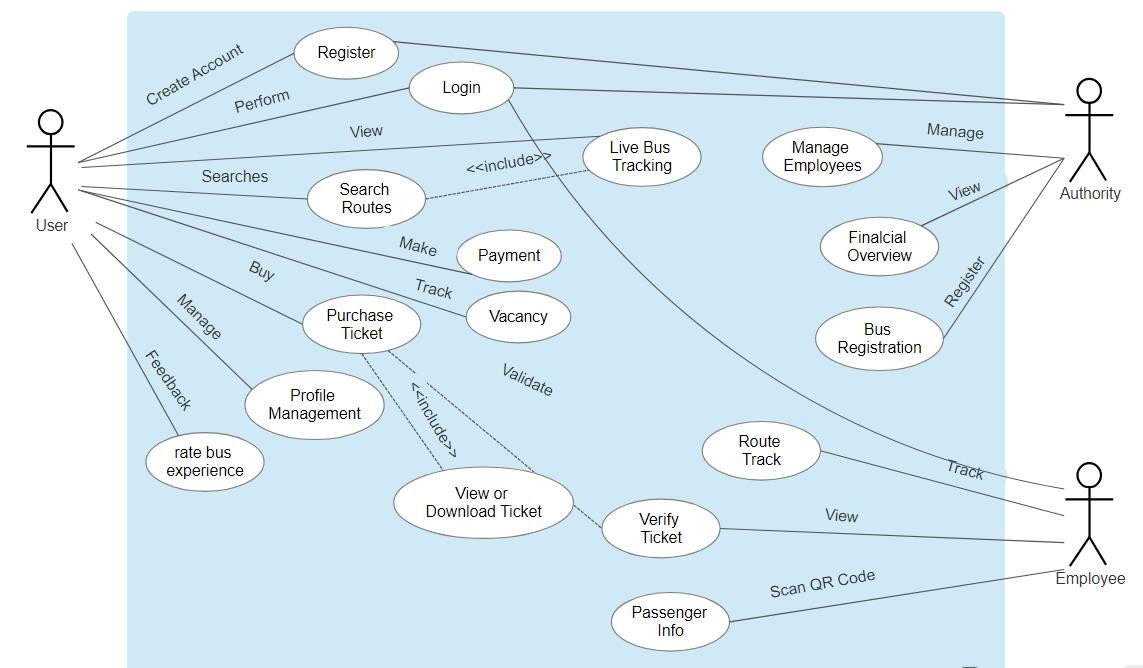 Register
Create Account
Login
Perform
View
Live Bus
Tracking
<<include>>
Manage
Manage
Employees
Searches
Search
Routes
User
Authority
View
Finalcial
Overview
Make
Payment
Buy
Track
Vacancy
Register
Purchase
Ticket
Manage
Bus
Registration
Feedback
Validate
<<include>>
Profile
Management
rate bus
experience
Route
Track
Track
View or
Download Ticket
Verify
Ticket
View
Employee
Scan QR Code
Passenger
Info